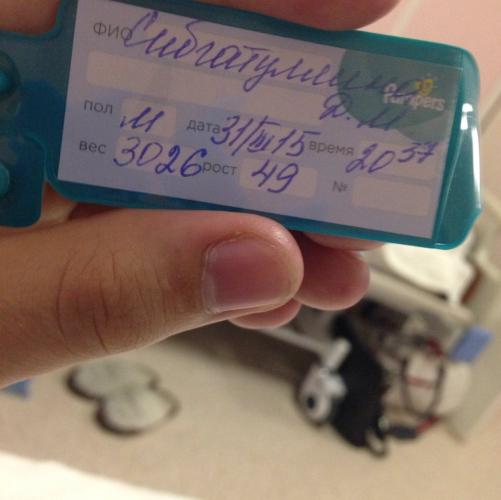 ФИО Сибгатуллина
Д.М
Pampers
пол М дата 31/III 15 время 20 37
вес 3026 рост 49 №